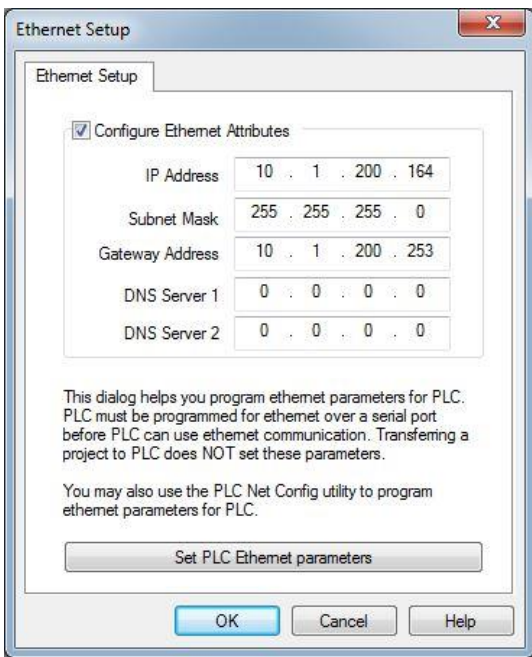 Ethernet Setup
Ethernet Setup
Configure Ethernet Attributes
IP Address 10 . 1 . 200 . 164
Subnet Mask 255 . 255 . 255 . 0
Gateway Address 10 . 1 . 200 . 253
DNS Server 1 0 . 0 . 0 . 0
DNS Server 2 0 . 0 . 0 . 0
This dialog helps you program ethernet parameters for PLC.
PLC must be programmed for ethernet over a serial port
before PLC can use ethernet communication. Transferring a
project to PLC does NOT set these parameters.
You may also use the PLC Net Config utility to program
ethernet parameters for PLC.
Set PLC Ethernet parameters
OK Cancel Help